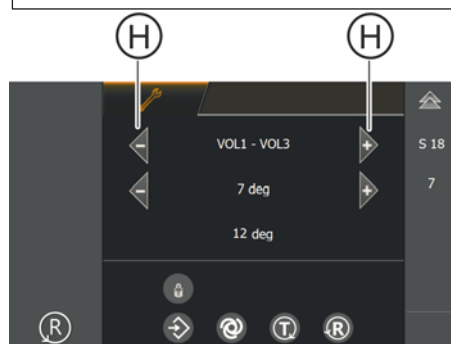 H H
VOL1 - VOL3
S 18
7 deg
7
12 deg
R T R